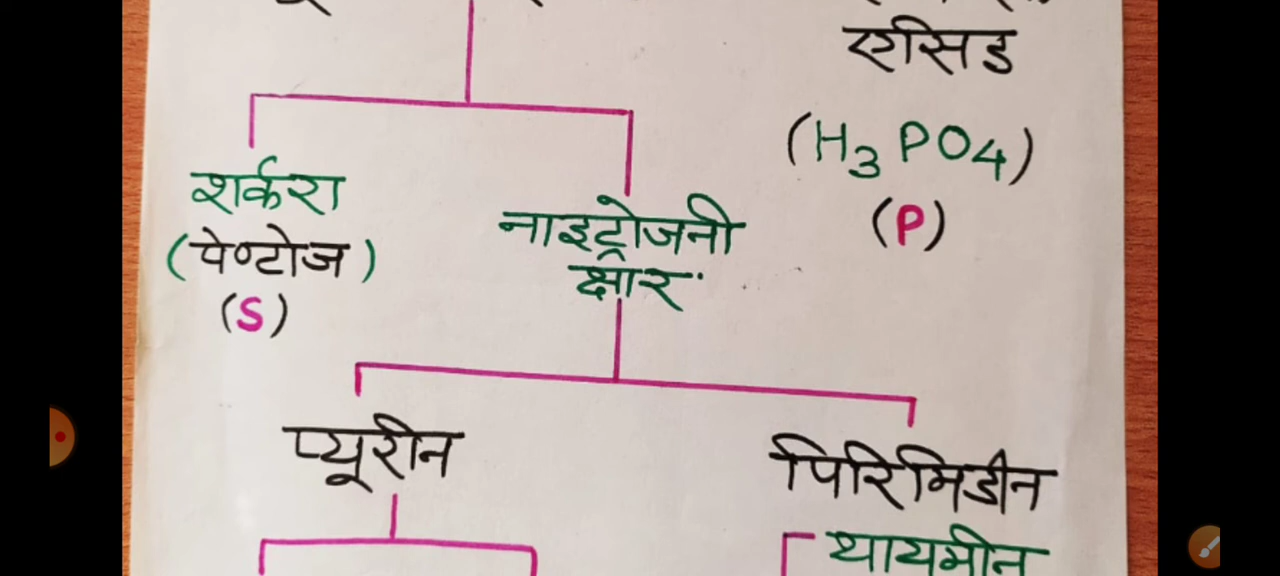 एसिड
(H3PO4)
(P)
शर्करा
(पेण्टोज)
(S)
नाइट्रोजनी
क्षार
प्यूरीन
पिरिमिडीन
थायमीन